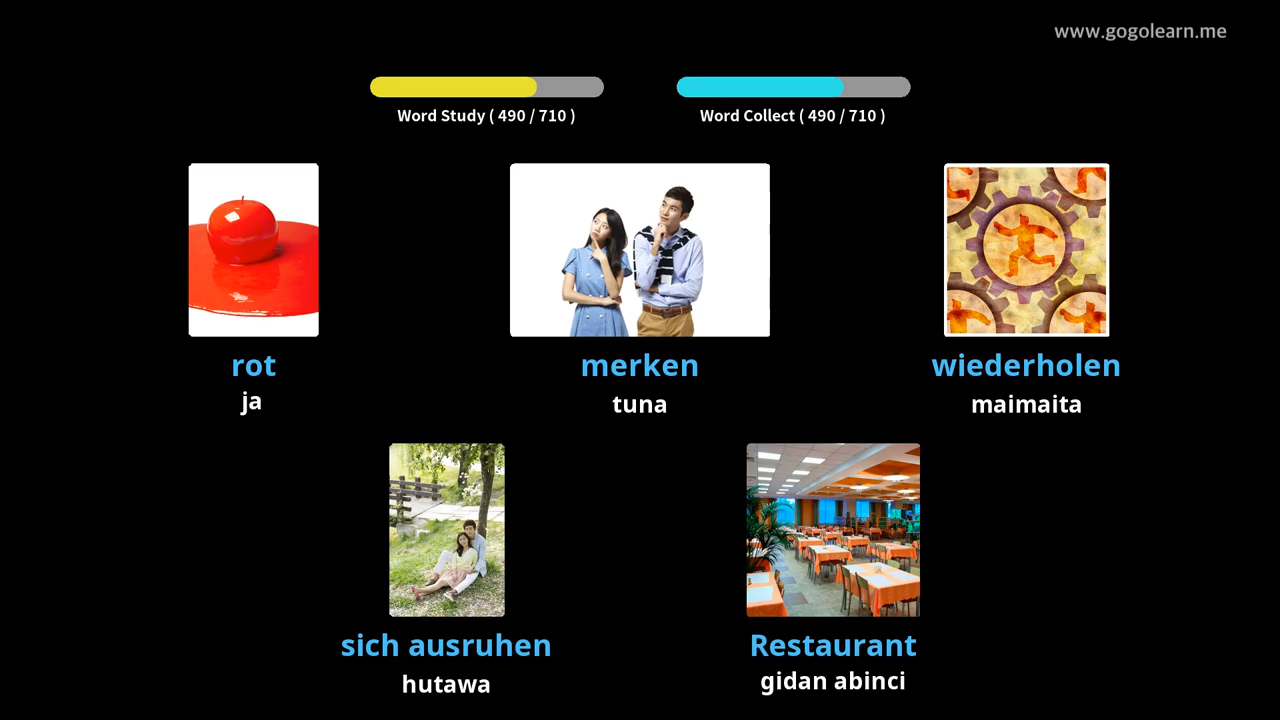 www.gogolearn.me
Word Study ( 490 / 710 )
Word Collect ( 490 / 710 )
rot
ja
merken
tuna
wiederholen
maimaita
sich ausruhen
hutawa
Restaurant
gidan abinci